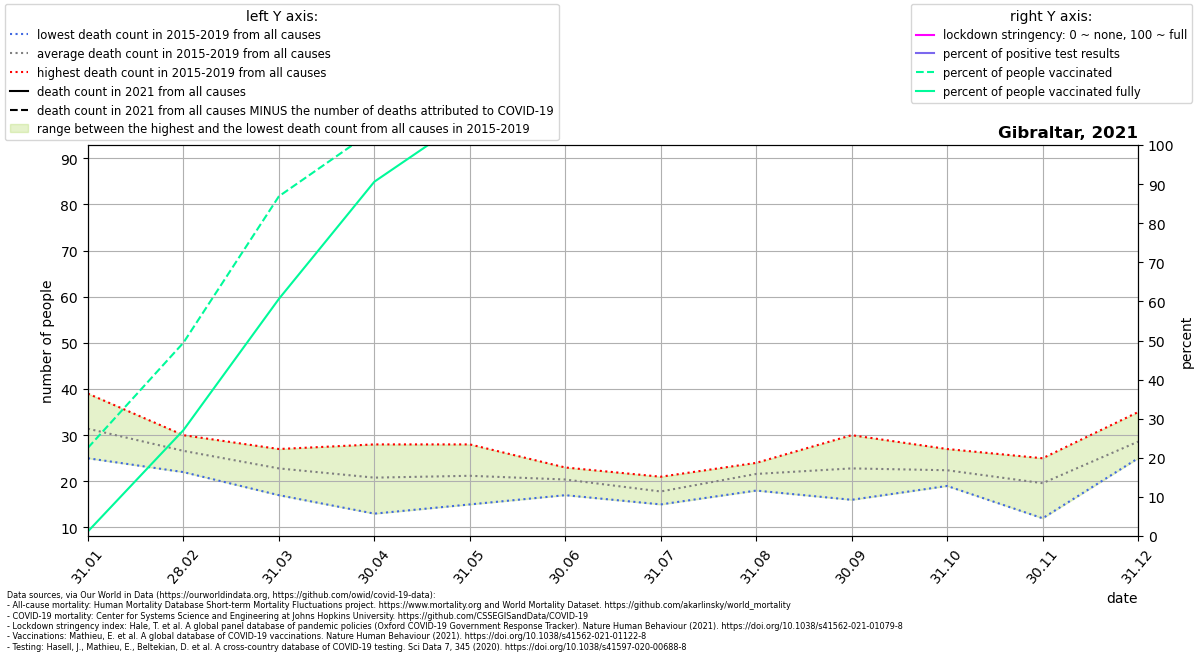 left Y axis:
lowest death count in 2015-2019 from all causes
average death count in 2015-2019 from all causes
highest death count in 2015-2019 from all causes
death count in 2021 from all causes
death count in 2021 from all causes MINUS the number of deaths attributed to COVID-19
range between the highest and the lowest death count from all causes in 2015-2019
right Y axis:
lockdown stringency: 0 ~ none, 100 ~ full
percent of positive test results
percent of people vaccinated
percent of people vaccinated fully
Gibraltar, 2021
90
80
70
60
50
40
30
20
10
number of people
100
90
80
70
60
50
40
30
20
10
0
percent
31.01
28.02
31.03
30.04
31.05
30.06
31.07
31.08
30.09
31.10
30.11
31.12
date
Data sources, via Our World in Data (https://ourworldindata.org, https://github.com/owid/covid-19-data):
- All-cause mortality: Human Mortality Database Short-term Mortality Fluctuations project. https://www.mortality.org and World Mortality Dataset. https://github.com/akarlinsky/world_mortality
- COVID-19 mortality: Center for Systems Science and Engineering at Johns Hopkins University. https://github.com/CSSEGISandData/COVID-19
- Lockdown stringency index: Hale, T. et al. A global panel database of pandemic policies (Oxford COVID-19 Government Response Tracker). Nature Human Behaviour (2021). https://doi.org/10.1038/s41562-021-01079-8
- Vaccinations: Mathieu, E. et al. A global database of COVID-19 vaccinations. Nature Human Behaviour (2021). https://doi.org/10.1038/s41562-021-01122-8
- Testing: Hasell, J., Mathieu, E., Beltekian, D. et al. A cross-country database of COVID-19 testing. Sci Data 7, 345 (2020). https://doi.org/10.1038/s41597-020-00688-8